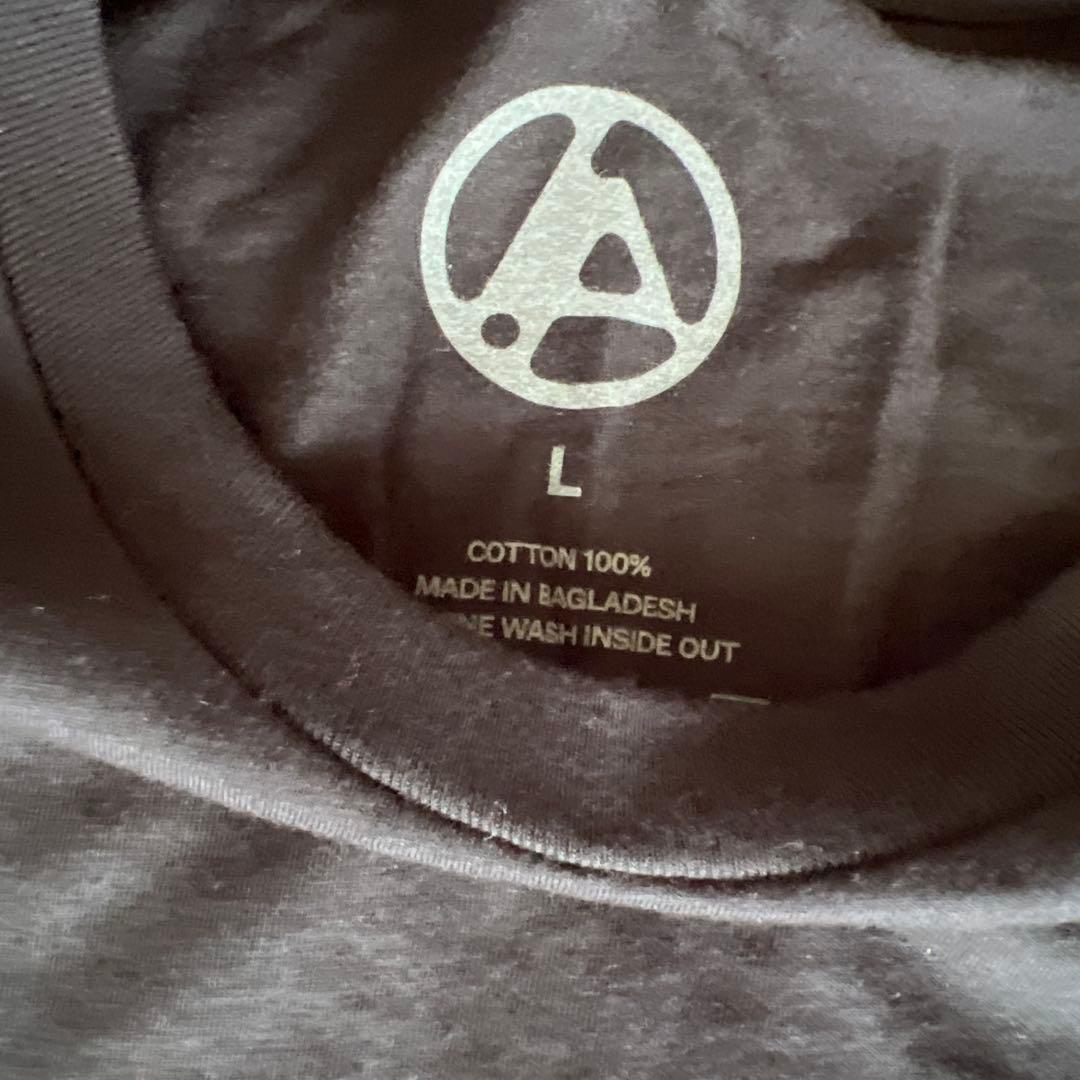 L
COTTON 100%
MADE IN BAGLADESH
WASH INSIDE OUT